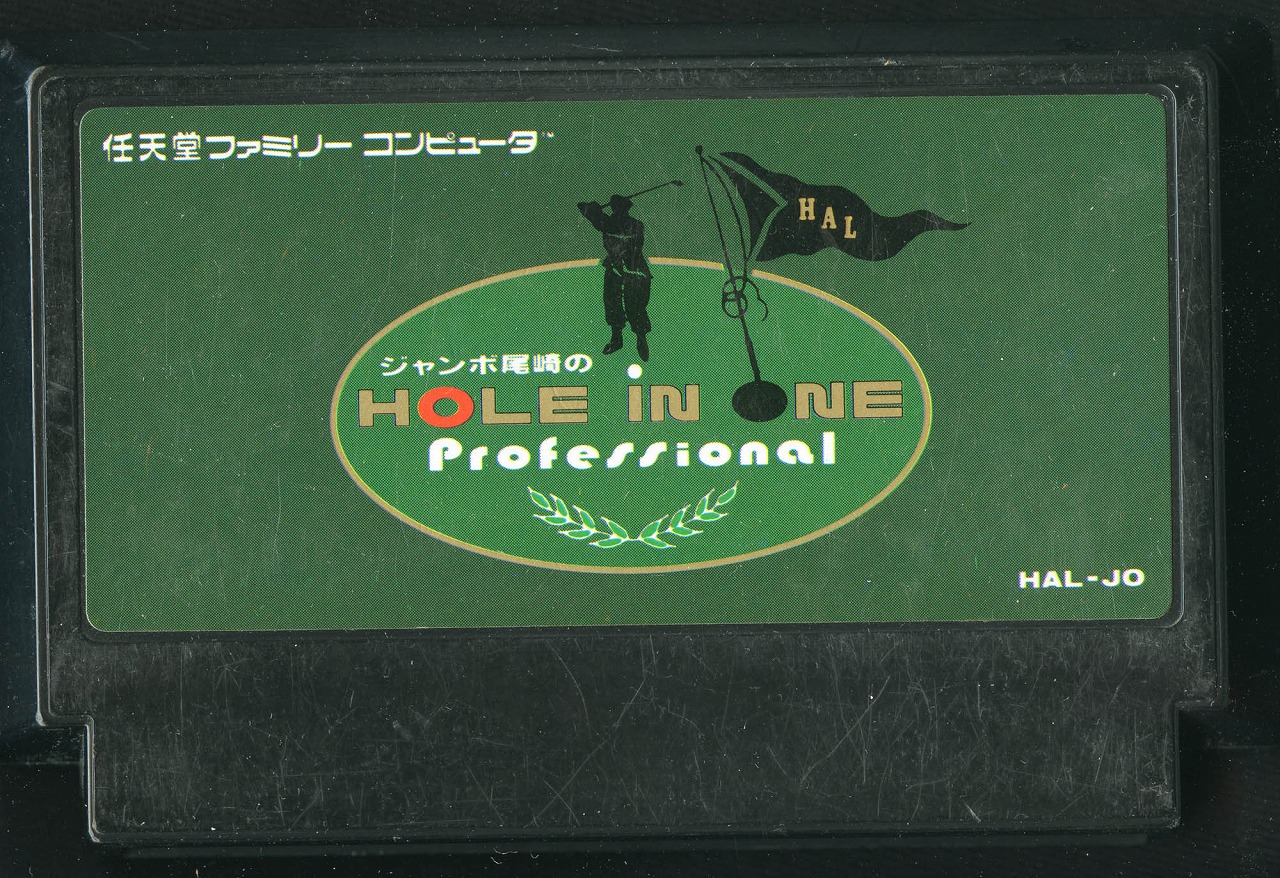 任天堂ファミリーコンピュータ™
HAL
ジャンボ尾崎の
HOLE iN ONE
Professional
HAL-JO